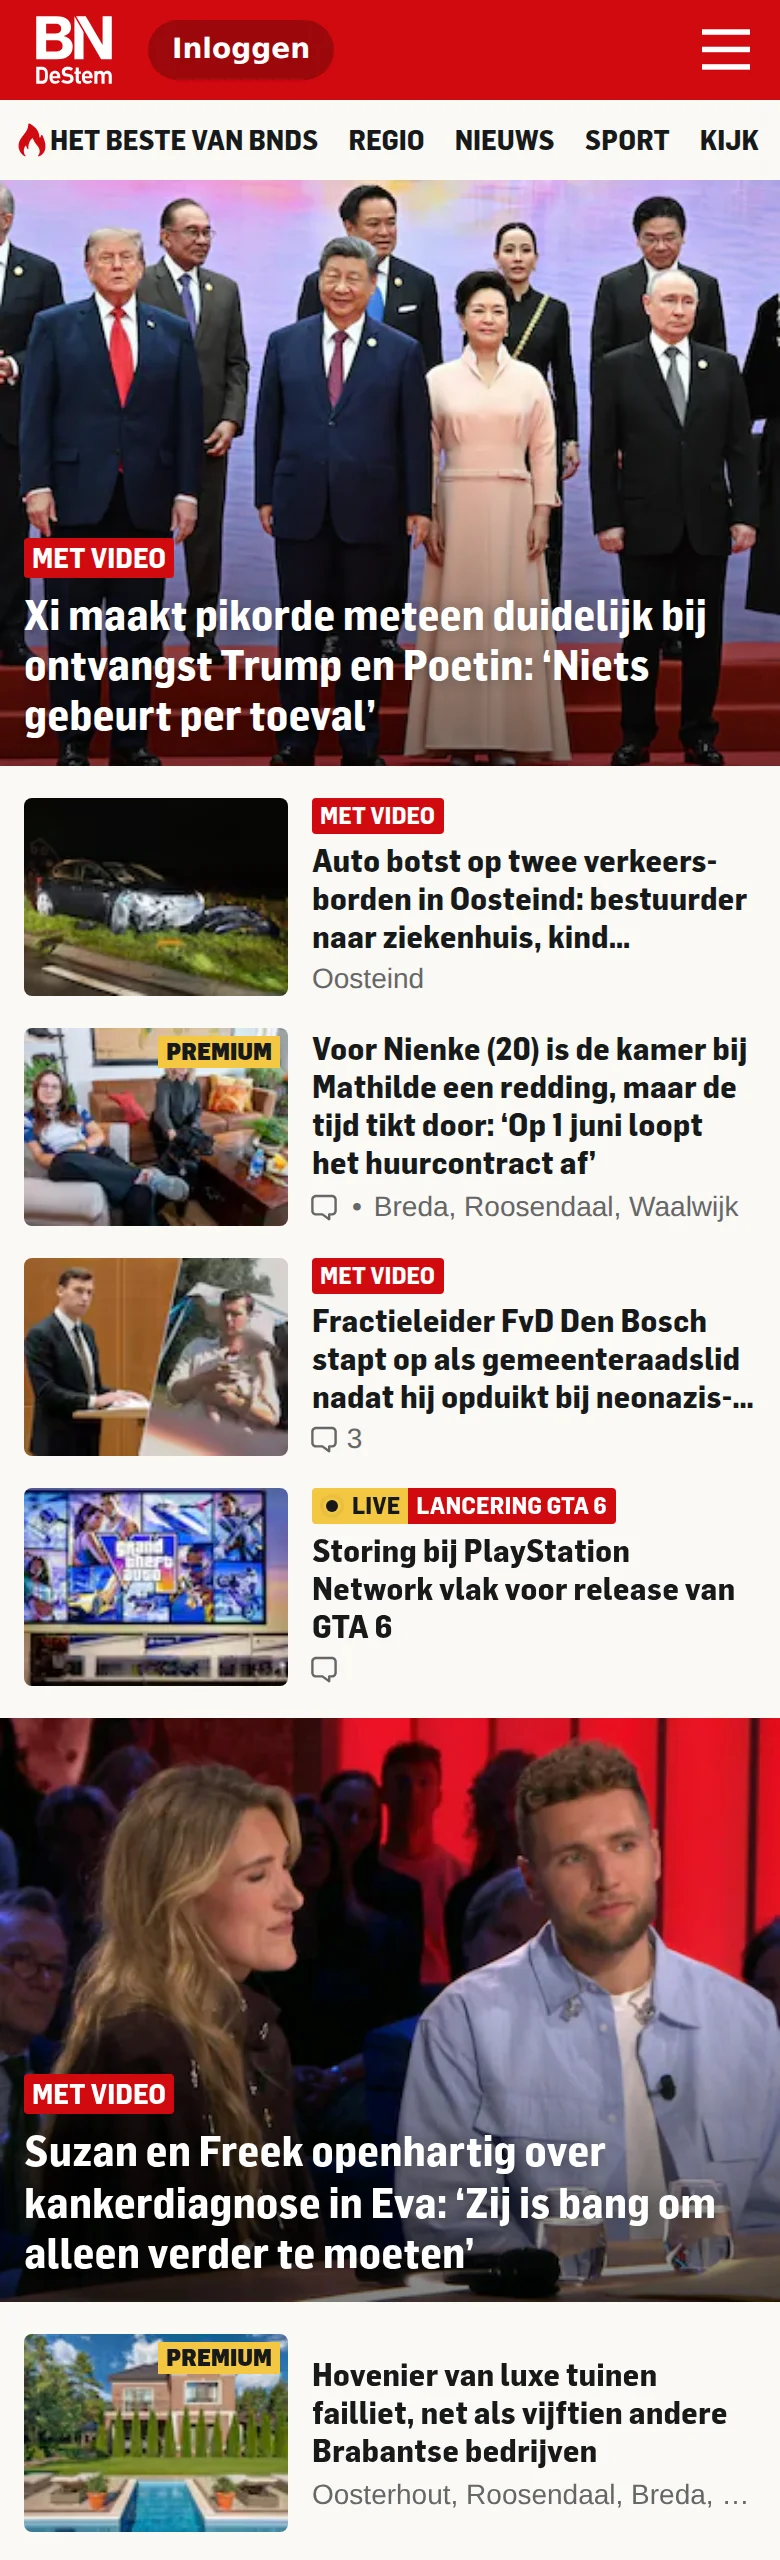 BN
DeStem
Inloggen
HET BESTE VAN BNDS REGIO NIEUWS SPORT KIJK
MET VIDEO
Xi maakt pikorde meteen duidelijk bij
ontvangst Trump en Poetin: ‘Niets
gebeurt per toeval’
MET VIDEO
Auto botst op twee verkeers-
borden in Oosteind: bestuurder
naar ziekenhuis, kind...
Oosteind
PREMIUM
Voor Nienke (20) is de kamer bij
Mathilde een redding, maar de
tijd tikt door: ‘Op 1 juni loopt
het huurcontract af’
• Breda, Roosendaal, Waalwijk
MET VIDEO
Fractieleider FvD Den Bosch
stapt op als gemeenteraadslid
nadat hij opduikt bij neonazis-...
3
grand
theft
auto
LIVE LANCERING GTA 6
Storing bij PlayStation
Network vlak voor release van
GTA 6
MET VIDEO
Suzan en Freek openhartig over
kankerdiagnose in Eva: ‘Zij is bang om
alleen verder te moeten’
PREMIUM
Hovenier van luxe tuinen
failliet, net als vijftien andere
Brabantse bedrijven
Oosterhout, Roosendaal, Breda, ...